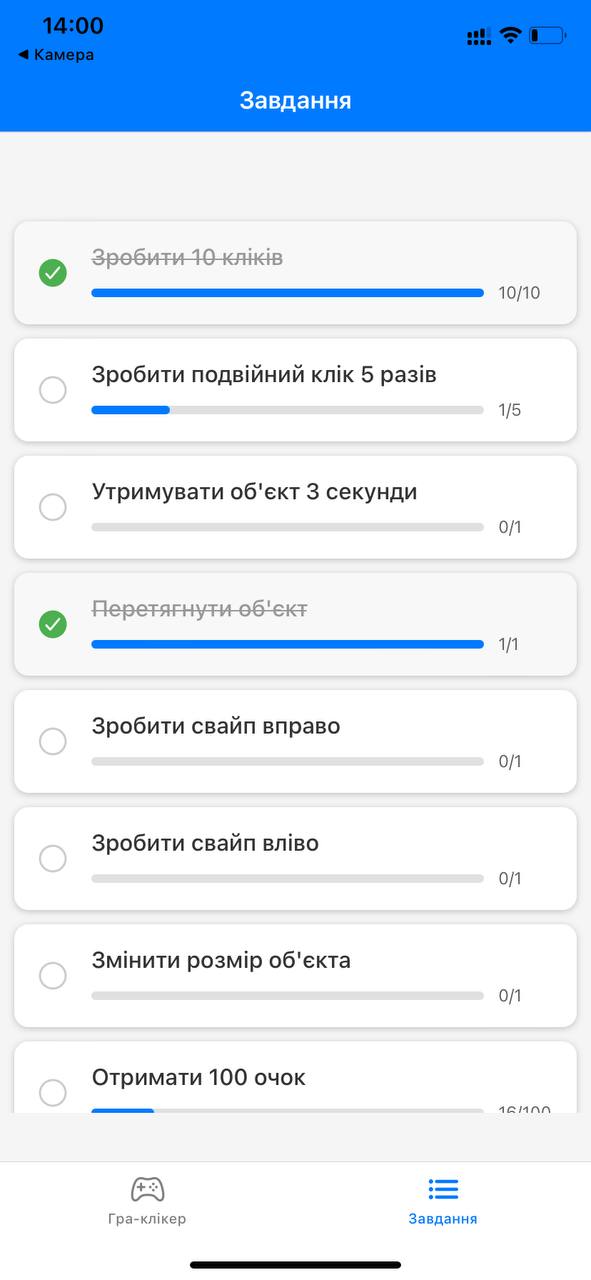 14:00
◀ Камера
Завдання
Зробити 10 кліків
10/10
Зробити подвійний клік 5 разів
1/5
Утримувати об'єкт 3 секунди
0/1
Перетягнути об'єкт
1/1
Зробити свайп вправо
0/1
Зробити свайп вліво
0/1
Змінити розмір об'єкта
0/1
Отримати 100 очок
16/100
Гра-клікер
Завдання